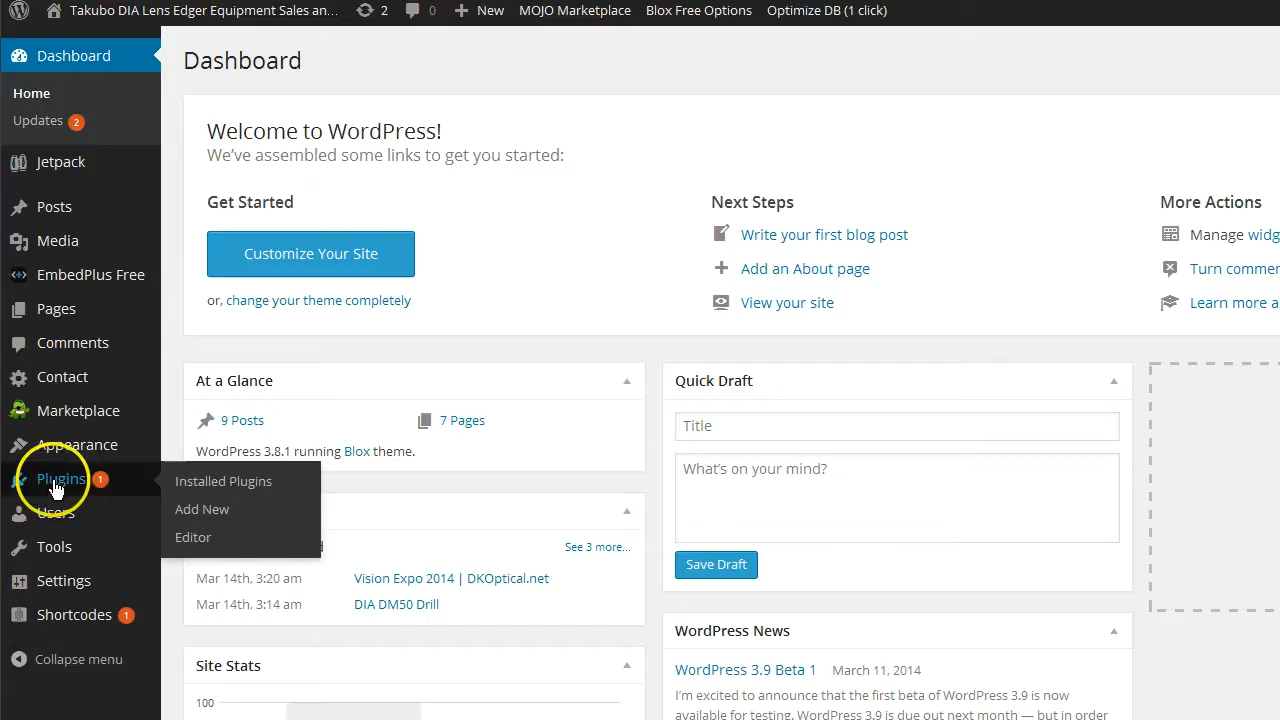 Takubo DIA Lens Edger Equipment Sales an... 2 0 New MOJO Marketplace Blox Free Options Optimize DB (1 click)
Dashboard
Home
Updates 2
Jetpack
Posts
Media
EmbedPlus Free
Pages
Comments
Contact
Marketplace
Appearance
Plugins 1
Users
Tools
Settings
Shortcodes 1
Collapse menu
Installed Plugins
Add New
Editor
Dashboard
Welcome to WordPress!
We've assembled some links to get you started:
Get Started
Customize Your Site
or, change your theme completely
Next Steps
Write your first blog post
Add an About page
View your site
More Actions
Manage widg
Turn commer
Learn more a
At a Glance
9 Posts 7 Pages
WordPress 3.8.1 running Blox theme.
See 3 more...
Mar 14th, 3:20 am Vision Expo 2014 | DKOptical.net
Mar 14th, 3:14 am DIA DM50 Drill
Site Stats
100
Quick Draft
Title
What's on your mind?
Save Draft
WordPress News
WordPress 3.9 Beta 1 March 11, 2014
I'm excited to announce that the first beta of WordPress 3.9 is now
available for testing. WordPress 3.9 is due out next month — but in order